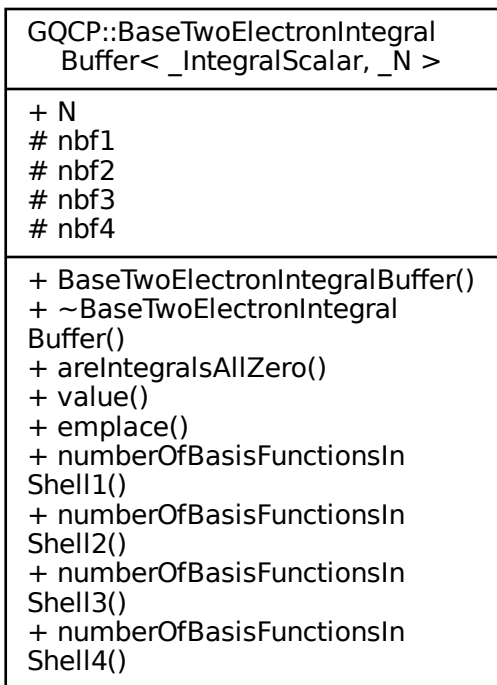 GQCP::BaseTwoElectronIntegral
Buffer< _IntegralScalar, _N >
+ N
# nbf1
# nbf2
# nbf3
# nbf4
+ BaseTwoElectronIntegralBuffer()
+ ~BaseTwoElectronIntegral
Buffer()
+ areIntegralsAllZero()
+ value()
+ emplace()
+ numberOfBasisFunctionsIn
Shell1()
+ numberOfBasisFunctionsIn
Shell2()
+ numberOfBasisFunctionsIn
Shell3()
+ numberOfBasisFunctionsIn
Shell4()